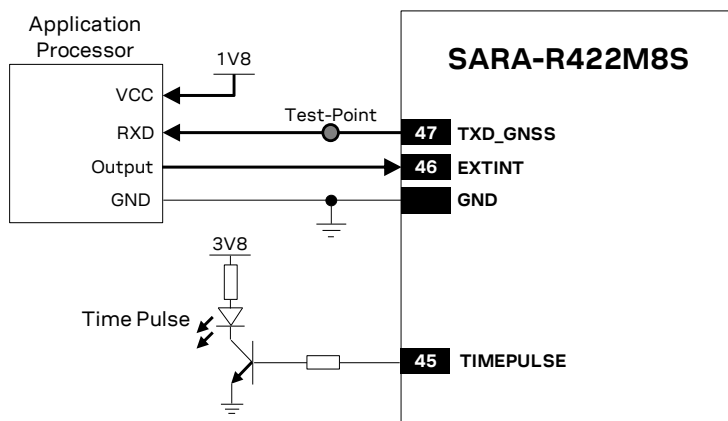 Application
Processor
1V8
SARA-R422M8S
VCC
Test-Point
RXD
47 TXD_GNSS
Output
46 EXTINT
GND
GND
3V8
Time Pulse
45 TIMEPULSE